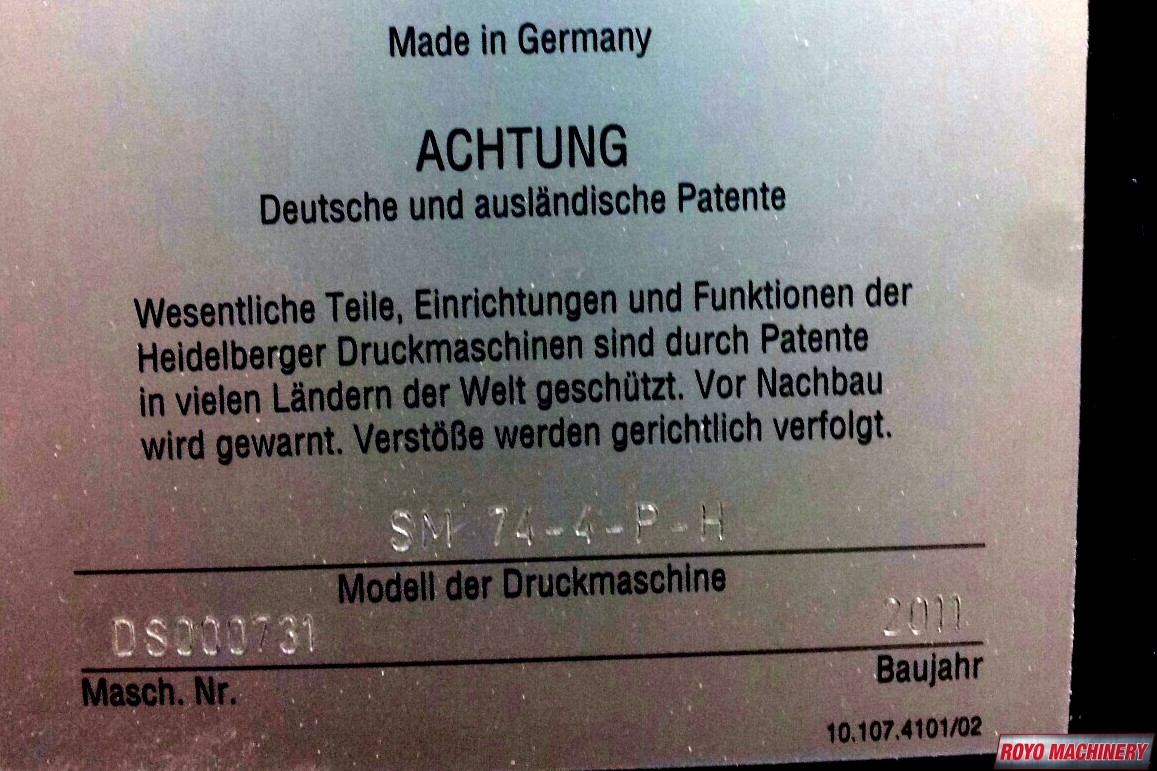 Made in Germany
ACHTUNG
Deutsche und ausländische Patente
Wesentliche Teile, Einrichtungen und Funktionen der
Heidelberger Druckmaschinen sind durch Patente
in vielen Ländern der Welt geschützt. Vor Nachbau
wird gewarnt. Verstöße werden gerichtlich verfolgt.
SM 74-4-P-H
Modell der Druckmaschine
DS000731 2011
Masch. Nr. Baujahr
10.107.4101/02
ROYO MACHINERY